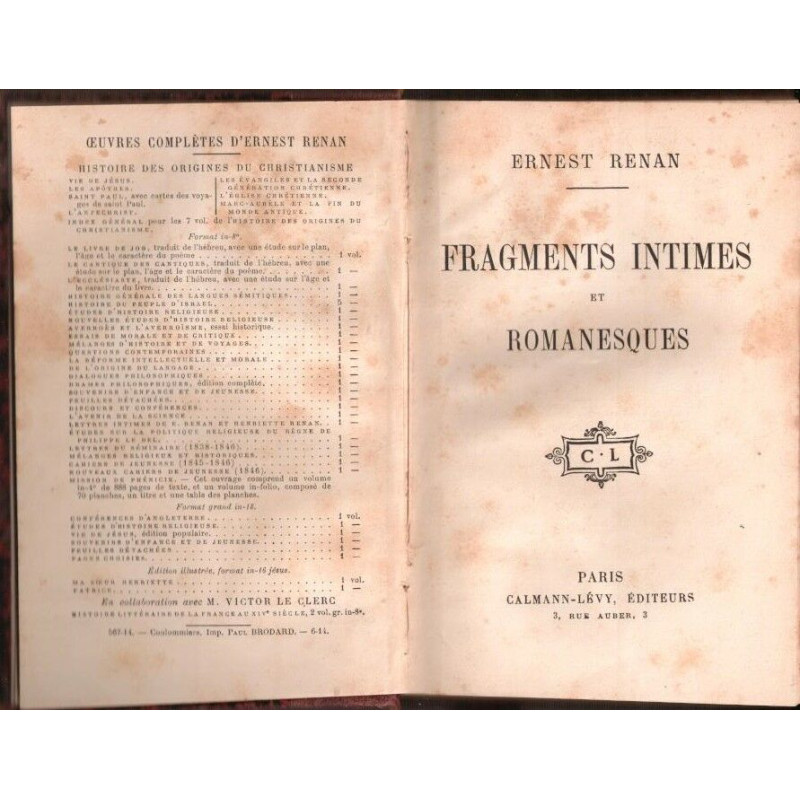 ŒUVRES COMPLÈTES D'ERNEST RENAN
HISTOIRE DES ORIGINES DU CHRISTIANISME
VIE DE JÉSUS.
LES APÔTRES.
SAINT PAUL, avec cartes des voya-
ges de saint Paul.
L'ANTECHRIST.
LES ÉVANGILES ET LA SECONDE
GÉNÉRATION CHRÉTIENNE.
L'ÉGLISE CHRÉTIENNE.
MARC-AURÈLE ET LA FIN DU
MONDE ANTIQUE.
INDEX GÉNÉRAL pour les 7 vol. de l'HISTOIRE DES ORIGINES DU
CHRISTIANISME.
Format in-8°.
LE LIVRE DE JOB, traduit de l'hébreu, avec une étude sur le plan,
l'âge et le caractère du poème . . . 1 vol.
LE CANTIQUE DES CANTIQUES, traduit de l'hébreu, avec une
étude sur le plan, l'âge et le caractère du poème. . . . 1 —
L'ECCLÉSIASTE, traduit de l'hébreu, avec une étude sur l'âge et
le caractère du livre. . . . 1 —
HISTOIRE GÉNÉRALE DES LANGUES SÉMITIQUES. . . . 1 —
HISTOIRE DU PEUPLE D'ISRAEL. . . . 5 —
ÉTUDES D'HISTOIRE RELIGIEUSE . . . 1 —
NOUVELLES ÉTUDES D'HISTOIRE RELIGIEUSE . . . 1 —
AVERROÈS ET L'AVERROÏSME, essai historique. . . . 1 —
ESSAIS DE MORALE ET DE CRITIQUE . . . 1 —
MÉLANGES D'HISTOIRE ET DE VOYAGES. . . . 1 —
QUESTIONS CONTEMPORAINES . . . 1 —
LA RÉFORME INTELLECTUELLE ET MORALE . . . 1 —
DE L'ORIGINE DU LANGAGE . . . 1 —
DIALOGUES PHILOSOPHIQUES . . . 1 —
DRAMES PHILOSOPHIQUES, édition complète. . . . 1 —
SOUVENIRS D'ENFANCE ET DE JEUNESSE. . . . 1 —
FEUILLES DÉTACHÉES. . . . 1 —
DISCOURS ET CONFÉRENCES. . . . 1 —
L'AVENIR DE LA SCIENCE . . . 1 —
LETTRES INTIMES DE E. RENAN ET HENRIETTE RENAN. . . . 1 —
ÉTUDES SUR LA POLITIQUE RELIGIEUSE DU RÈGNE DE
PHILIPPE LE BEL. . . . 1 —
LETTRES DU SÉMINAIRE (1838-1846) . . . 1 —
MÉLANGES RELIGIEUX ET HISTORIQUES. . . . 1 —
CAHIERS DE JEUNESSE (1845-1846) . . . 1 —
NOUVEAUX CAHIERS DE JEUNESSE (1846). . . . 1 —
MISSION DE PHÉNICIE. — Cet ouvrage comprend un volume
in-4° de 888 pages de texte, et un volume in-folio, composé de
70 planches, un titre et une table des planches.
Format grand in-18.
CONFÉRENCES D'ANGLETERRE . . . 1 vol.
ÉTUDES D'HISTOIRE RELIGIEUSE. . . . 1 —
VIE DE JÉSUS, édition populaire. . . . 1 —
SOUVENIRS D'ENFANCE ET DE JEUNESSE. . . . 1 —
FEUILLES DÉTACHÉES . . . 1 —
PAGES CHOISIES. . . . 1 —
Édition illustrée, format in-16 jésus.
MA SŒUR HENRIETTE . . . 1 vol.
PATRICE. . . . 1 —
En collaboration avec M. VICTOR LE CLERC
HISTOIRE LITTÉRAIRE DE LA FRANCE AU XIVe SIÈCLE, 2 vol. gr. in-8°.
562-14. — Coulommiers. Imp. PAUL BRODARD. — 6-14.
ERNEST RENAN
FRAGMENTS INTIMES
ET
ROMANESQUES
C·L
PARIS
CALMANN-LÉVY, ÉDITEURS
3, RUE AUBER, 3